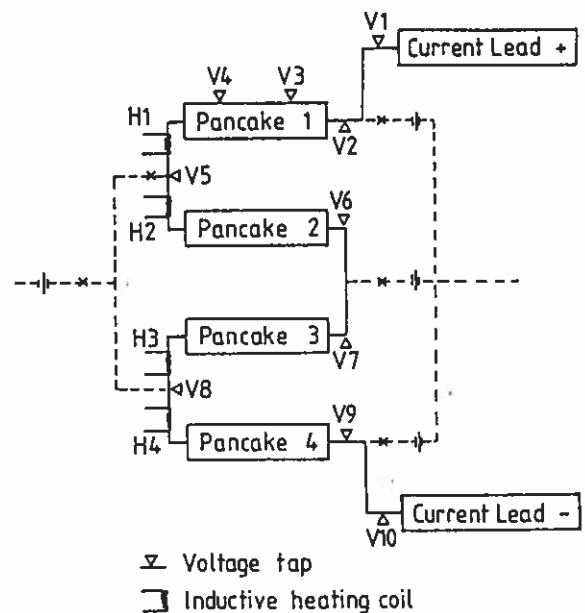 V1
Current Lead +
V4 V3
H1
Pancake 1
V2
V5
V6
H2
Pancake 2
H3
Pancake 3
V7
V8
V9
H4
Pancake 4
Current Lead -
V10
Voltage tap
Inductive heating coil